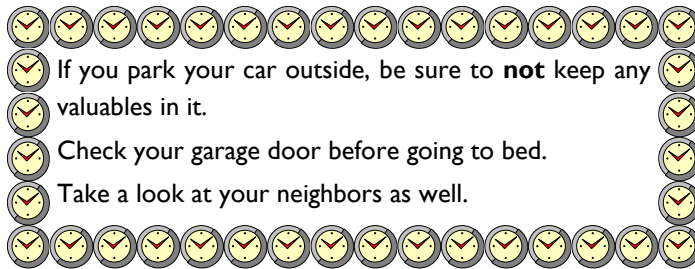 If you park your car outside, be sure to not keep any
valuables in it.
Check your garage door before going to bed.
Take a look at your neighbors as well.